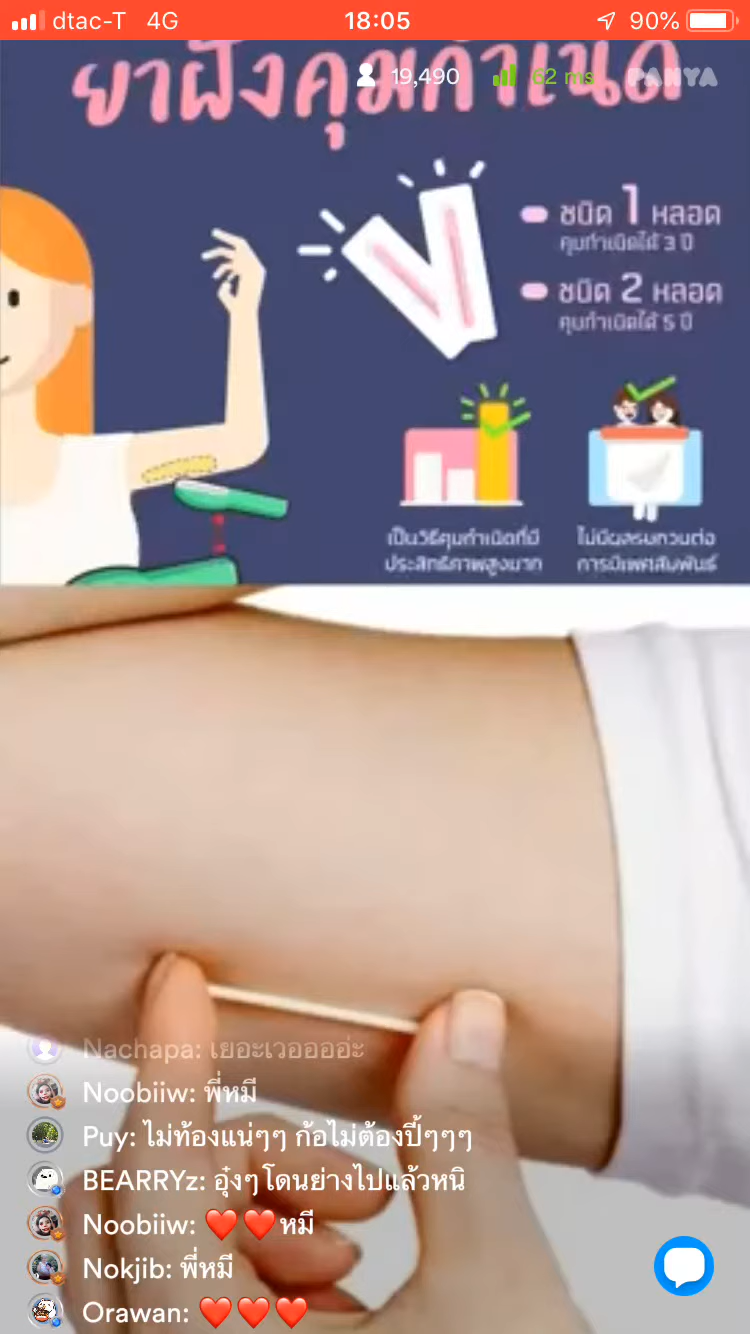 dtac-T 4G 18:05 90%
ยาฝังคุมกำเนิด
19,490 62 ms PANYA
ชนิด 1 หลอด
คุมกำเนิดได้ 3 ปี
ชนิด 2 หลอด
คุมกำเนิดได้ 5 ปี
เป็นวิธีคุมกำเนิดที่มี
ประสิทธิภาพสูงมาก
ไม่มีผลรบกวนต่อ
การมีเพศสัมพันธ์
Nachapa: เยอะเวออออ่ะ
Noobiiw: พี่หมี
Puy: ไม่ท้องแน่ๆๆ ก้อไม่ต้องปี้ๆๆๆ
BEARRYz: อุ๋งๆ โดนย่างไปแล้วหนิ
Noobiiw: ❤️❤️หมี
Nokjib: พี่หมี
Orawan: ❤️❤️❤️